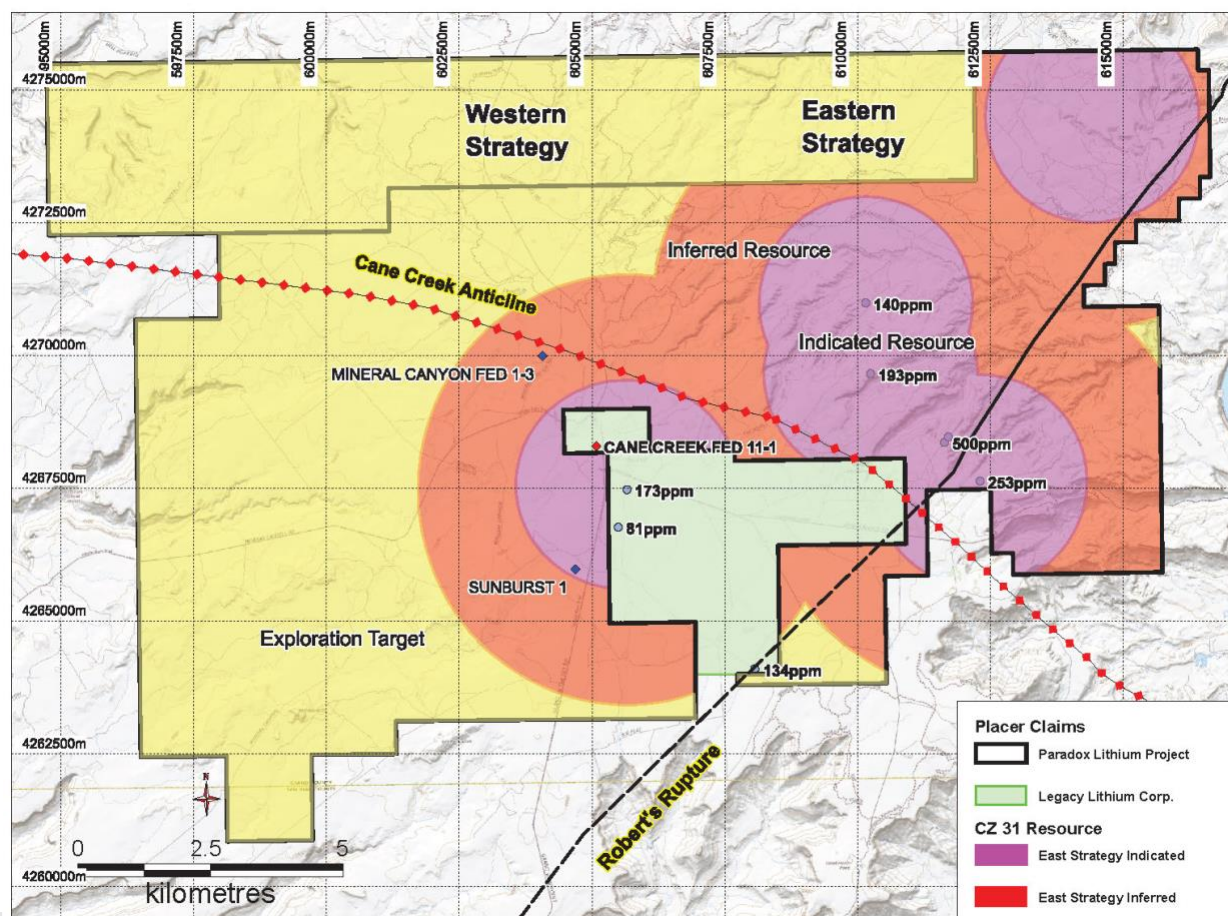 595000m
597500m
600000m
602500m
605000m
607500m
610000m
612500m
615000m
4275000m
Western
Strategy
Eastern
Strategy
4272500m
Inferred Resource
Cane Creek Anticline
140ppm
Indicated Resource
4270000m
MINERAL CANYON FED 1-3
193ppm
CANE CREEK FED 11-1
500ppm
4267500m
173ppm
253ppm
81ppm
SUNBURST 1
4265000m
Exploration Target
134ppm
4262500m
Robert's Rupture
N
0
2.5
5
kilometres
4260000m
Placer Claims
Paradox Lithium Project
Legacy Lithium Corp.
CZ 31 Resource
East Strategy Indicated
East Strategy Inferred